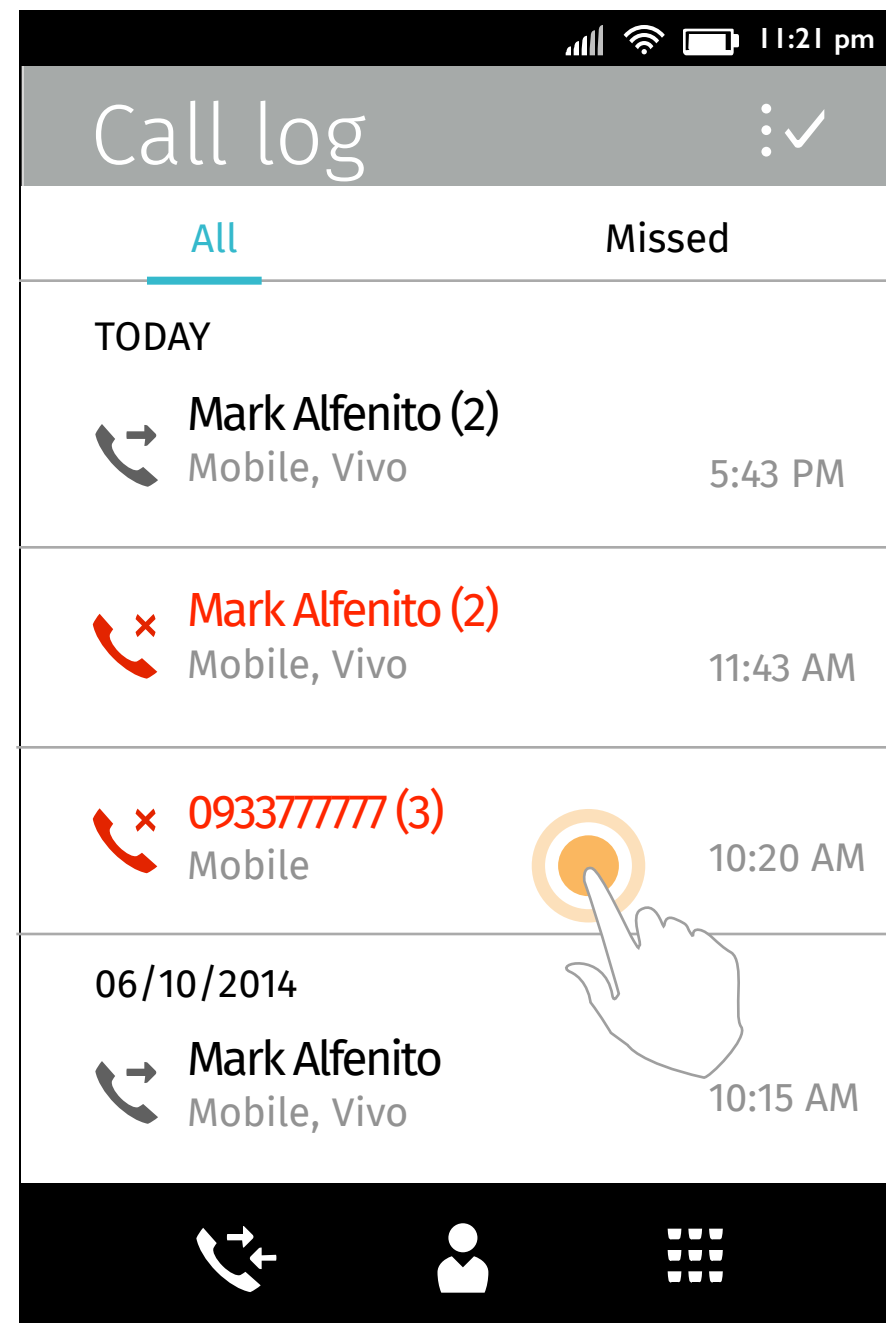 11:21 pm
Call log
All Missed
TODAY
Mark Alfenito (2)
Mobile, Vivo 5:43 PM
Mark Alfenito (2)
Mobile, Vivo 11:43 AM
0933777777 (3)
Mobile 10:20 AM
06/10/2014
Mark Alfenito
Mobile, Vivo 10:15 AM